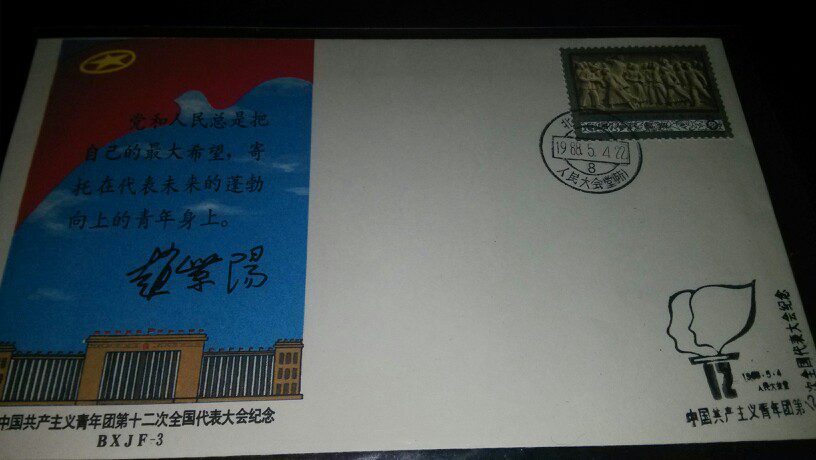 党和人民总是把
自己的最大希望，寄
托在代表未来的蓬勃
向上的青年身上。
赵紫阳
中国共产主义青年团第十二次全国代表大会纪念
BXJF-3
1988.5.4.22
8
人民大会堂
12
1988·5·4
人民大会堂
中国共产主义青年团第12次全国代表大会纪念